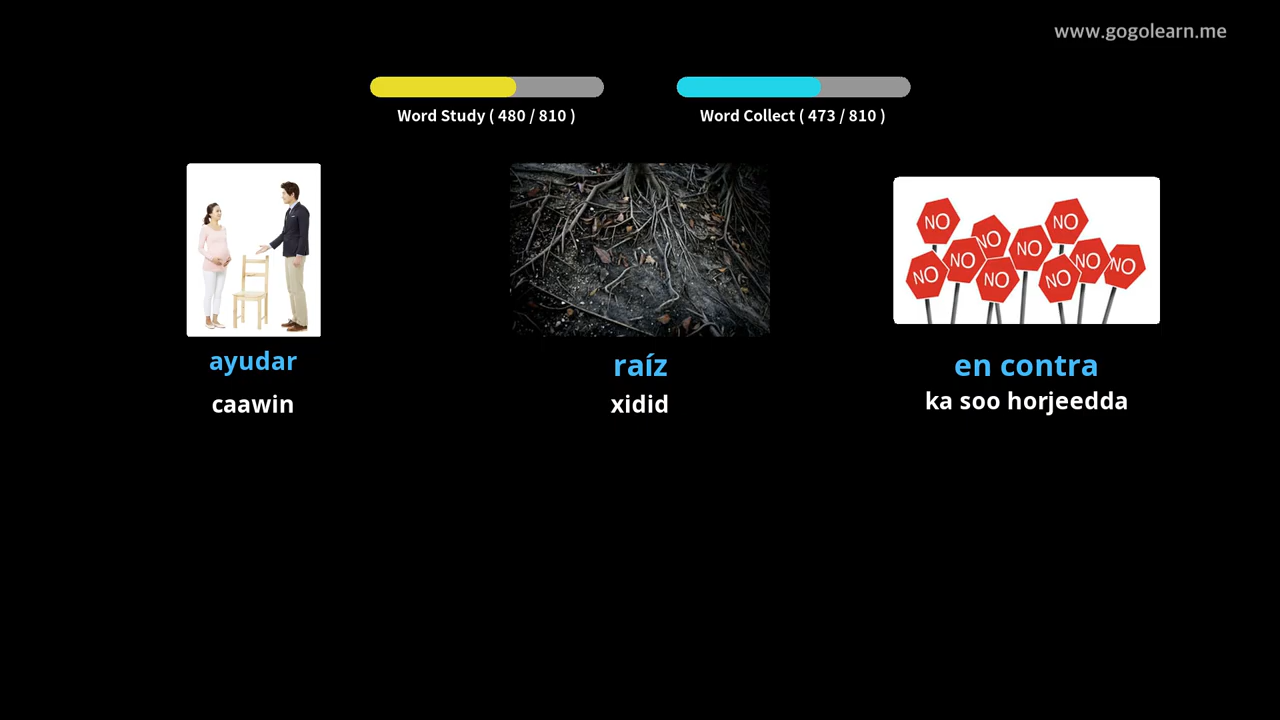 www.gogolearn.me
Word Study ( 480 / 810 )
Word Collect ( 473 / 810 )
NO
NO
NO
NO
NO
NO
NO
NO
NO
NO
ayudar
raíz
en contra
caawin
xidid
ka soo horjeedda